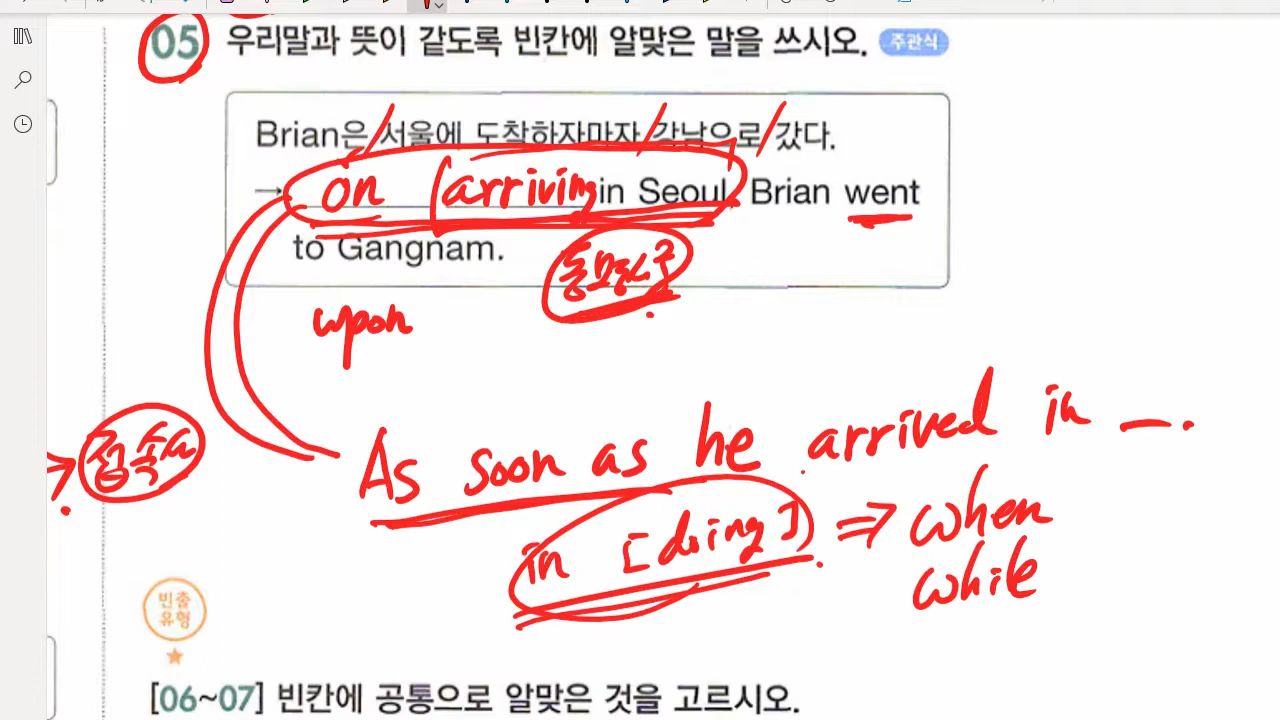 05 우리말과 뜻이 같도록 빈칸에 알맞은 말을 쓰시오. 주관식
Brian은 서울에 도착하자마자 강남으로 갔다.
→ on arriving in Seoul, Brian went
to Gangnam.
upon
접속사
As soon as he arrived in —.
in [doing] ⇒ when
while
빈출
유형
[06~07] 빈칸에 공통으로 알맞은 것을 고르시오.